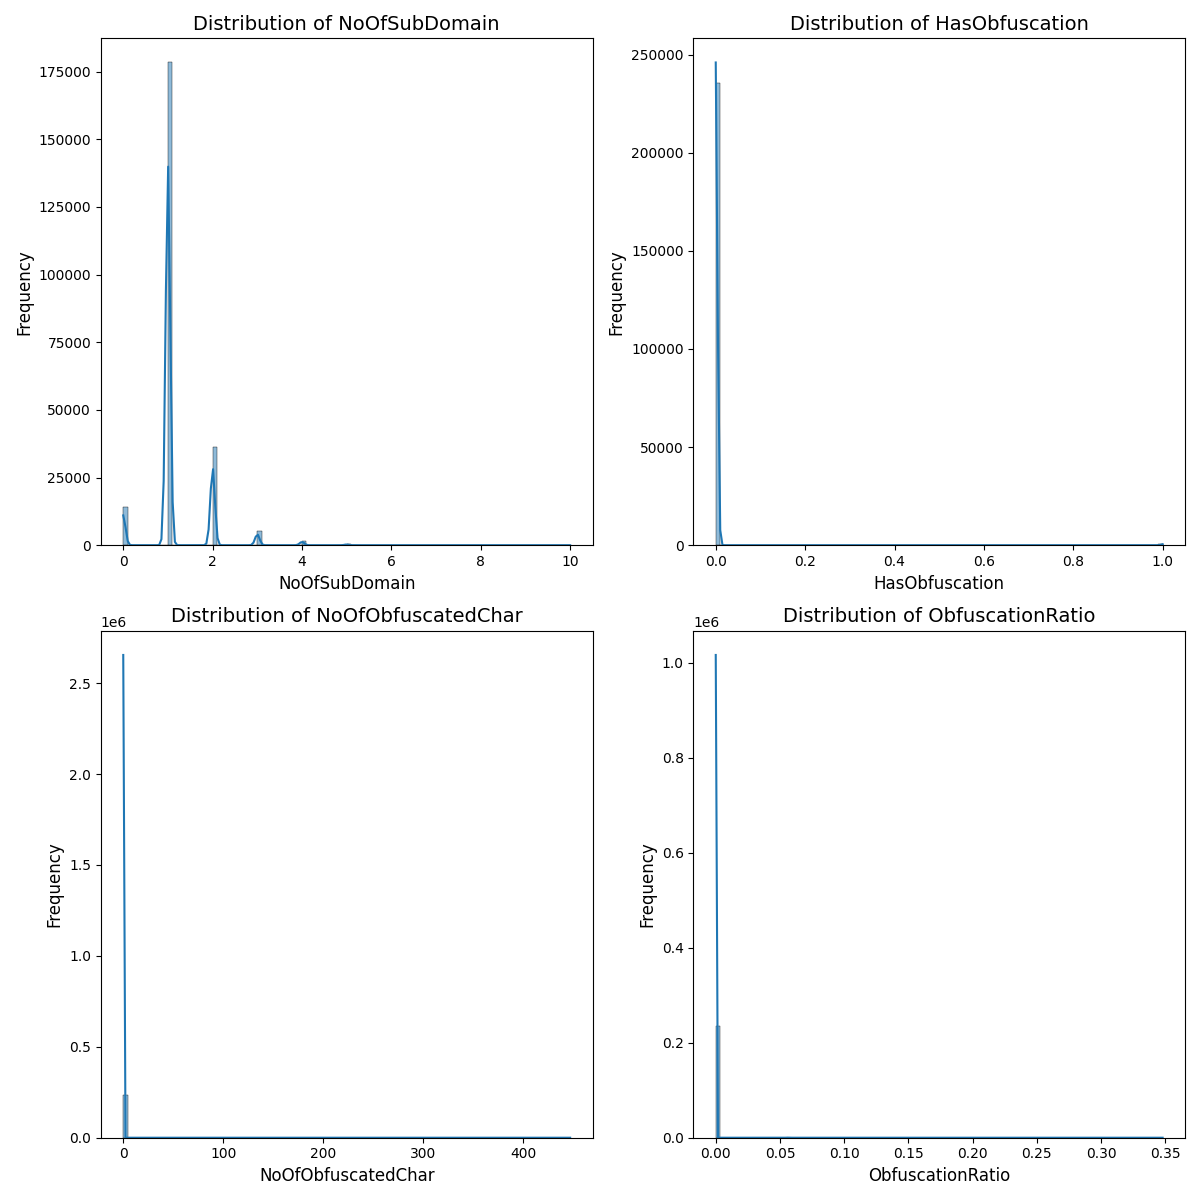 Distribution of NoOfSubDomain
Frequency
175000
150000
125000
100000
75000
50000
25000
0
0 2 4 6 8 10
NoOfSubDomain
Distribution of HasObfuscation
Frequency
250000
200000
150000
100000
50000
0
0.0 0.2 0.4 0.6 0.8 1.0
HasObfuscation
Distribution of NoOfObfuscatedChar
1e6
Frequency
2.5
2.0
1.5
1.0
0.5
0.0
0 100 200 300 400
NoOfObfuscatedChar
Distribution of ObfuscationRatio
1e6
Frequency
1.0
0.8
0.6
0.4
0.2
0.0
0.00 0.05 0.10 0.15 0.20 0.25 0.30 0.35
ObfuscationRatio